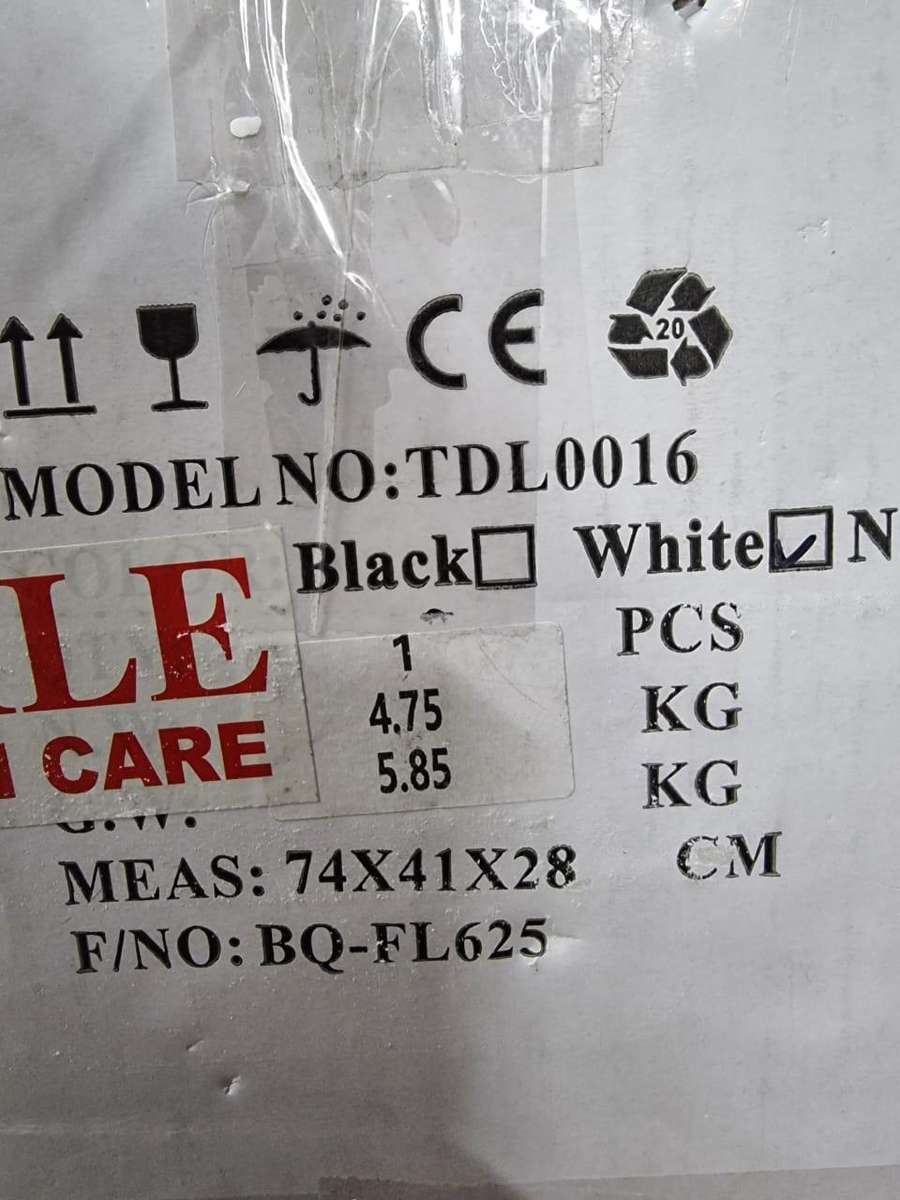 CE
20
MODEL NO:TDL0016
Black White N
1 PCS
4.75 KG
5.85 KG
LE
CARE
G.W.
MEAS: 74X41X28 CM
F/NO: BQ-FL625